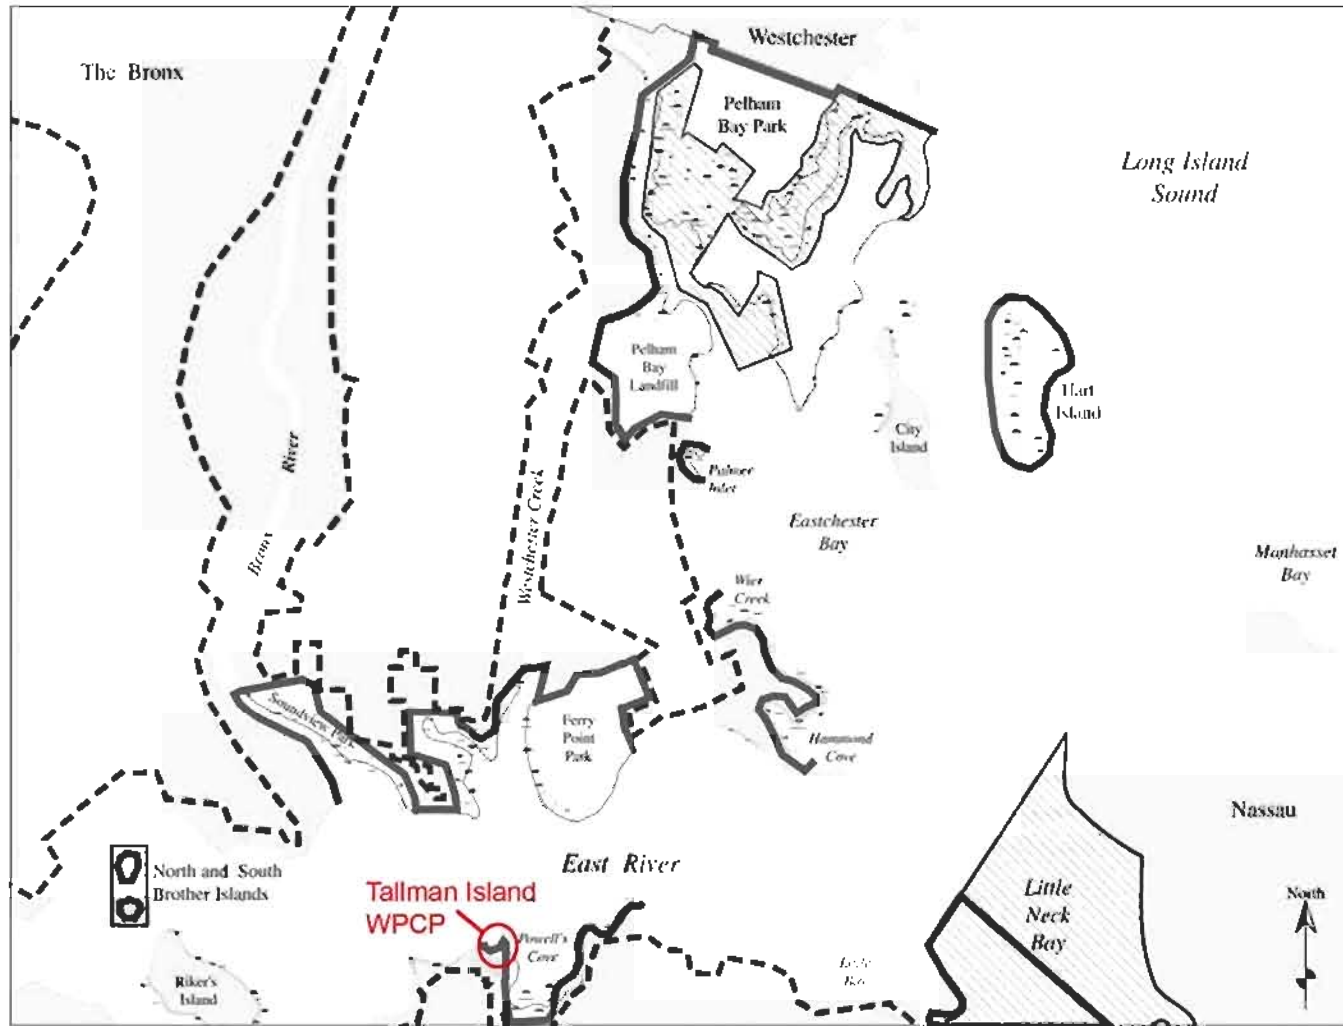 Westchester
The Bronx
Pelham
Bay Park
Long Island
Sound
Pelham
Bay
Landfill
Hart
Island
City
Island
Palmer
Inlet
River
Bronx
Westchester Creek
Eastchester
Bay
Manhasset
Bay
Wier
Creek
Soundview Park
Ferry
Point
Park
Hammond
Cove
Nassau
North and South
Brother Islands
East River
Tallman Island
WPCP
Powell's
Cove
Little
Neck
Bay
North
Riker's
Island